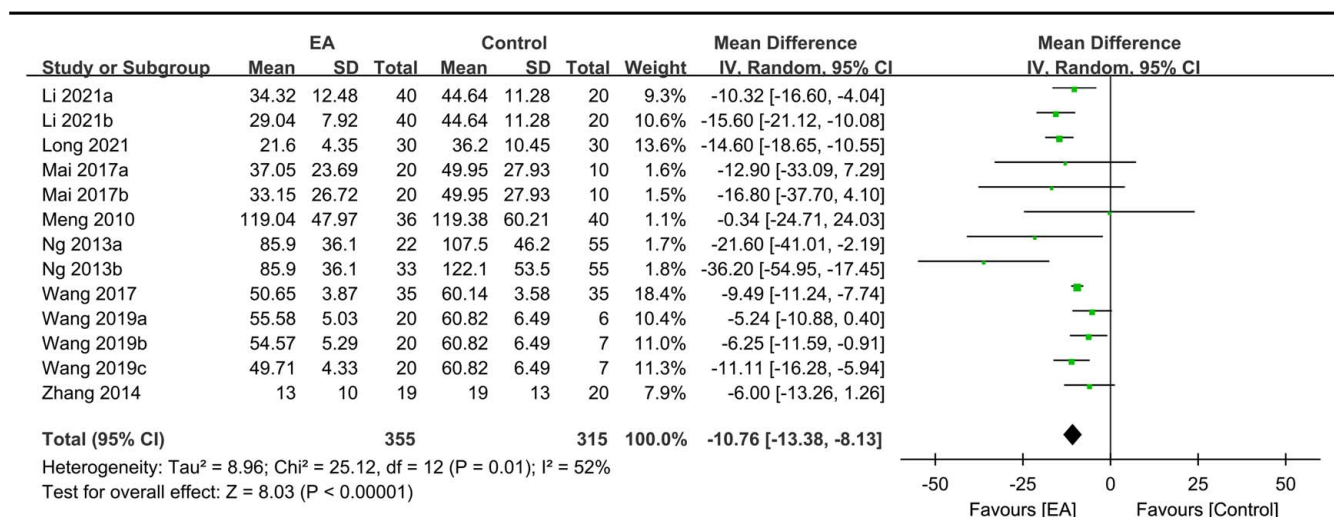 EA Control Mean Difference Mean Difference
Study or Subgroup Mean SD Total Mean SD Total Weight IV, Random, 95% CI IV, Random, 95% CI
Li 2021a 34.32 12.48 40 44.64 11.28 20 9.3% -10.32 [-16.60, -4.04]
Li 2021b 29.04 7.92 40 44.64 11.28 20 10.6% -15.60 [-21.12, -10.08]
Long 2021 21.6 4.35 30 36.2 10.45 30 13.6% -14.60 [-18.65, -10.55]
Mai 2017a 37.05 23.69 20 49.95 27.93 10 1.6% -12.90 [-33.09, 7.29]
Mai 2017b 33.15 26.72 20 49.95 27.93 10 1.5% -16.80 [-37.70, 4.10]
Meng 2010 119.04 47.97 36 119.38 60.21 40 1.1% -0.34 [-24.71, 24.03]
Ng 2013a 85.9 36.1 22 107.5 46.2 55 1.7% -21.60 [-41.01, -2.19]
Ng 2013b 85.9 36.1 33 122.1 53.5 55 1.8% -36.20 [-54.95, -17.45]
Wang 2017 50.65 3.87 35 60.14 3.58 35 18.4% -9.49 [-11.24, -7.74]
Wang 2019a 55.58 5.03 20 60.82 6.49 6 10.4% -5.24 [-10.88, 0.40]
Wang 2019b 54.57 5.29 20 60.82 6.49 7 11.0% -6.25 [-11.59, -0.91]
Wang 2019c 49.71 4.33 20 60.82 6.49 7 11.3% -11.11 [-16.28, -5.94]
Zhang 2014 13 10 19 19 13 20 7.9% -6.00 [-13.26, 1.26]
Total (95% CI) 355 315 100.0% -10.76 [-13.38, -8.13]
Heterogeneity: Tau² = 8.96; Chi² = 25.12, df = 12 (P = 0.01); I² = 52%
Test for overall effect: Z = 8.03 (P < 0.00001)
-50 -25 0 25 50
Favours [EA] Favours [Control]